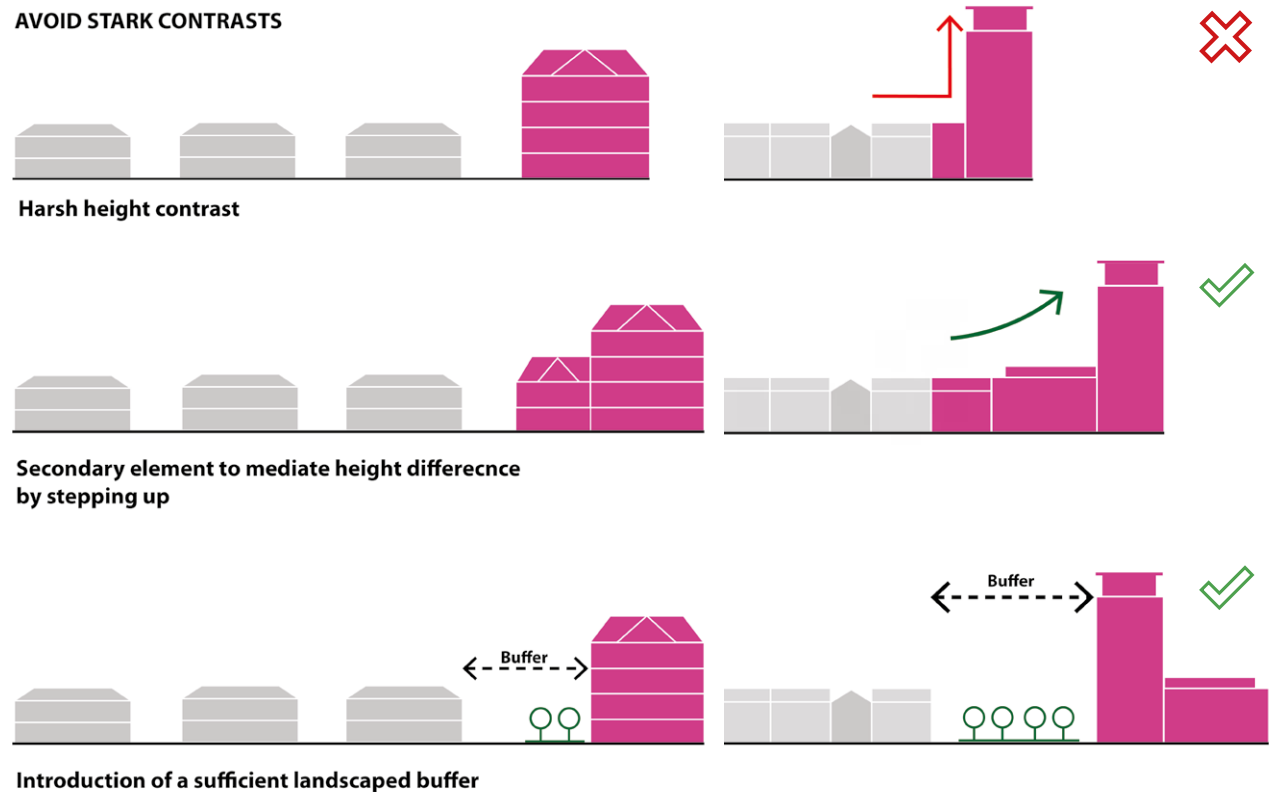 AVOID STARK CONTRASTS
Harsh height contrast
Secondary element to mediate height differecnce
by stepping up
Buffer
Buffer
Introduction of a sufficient landscaped buffer